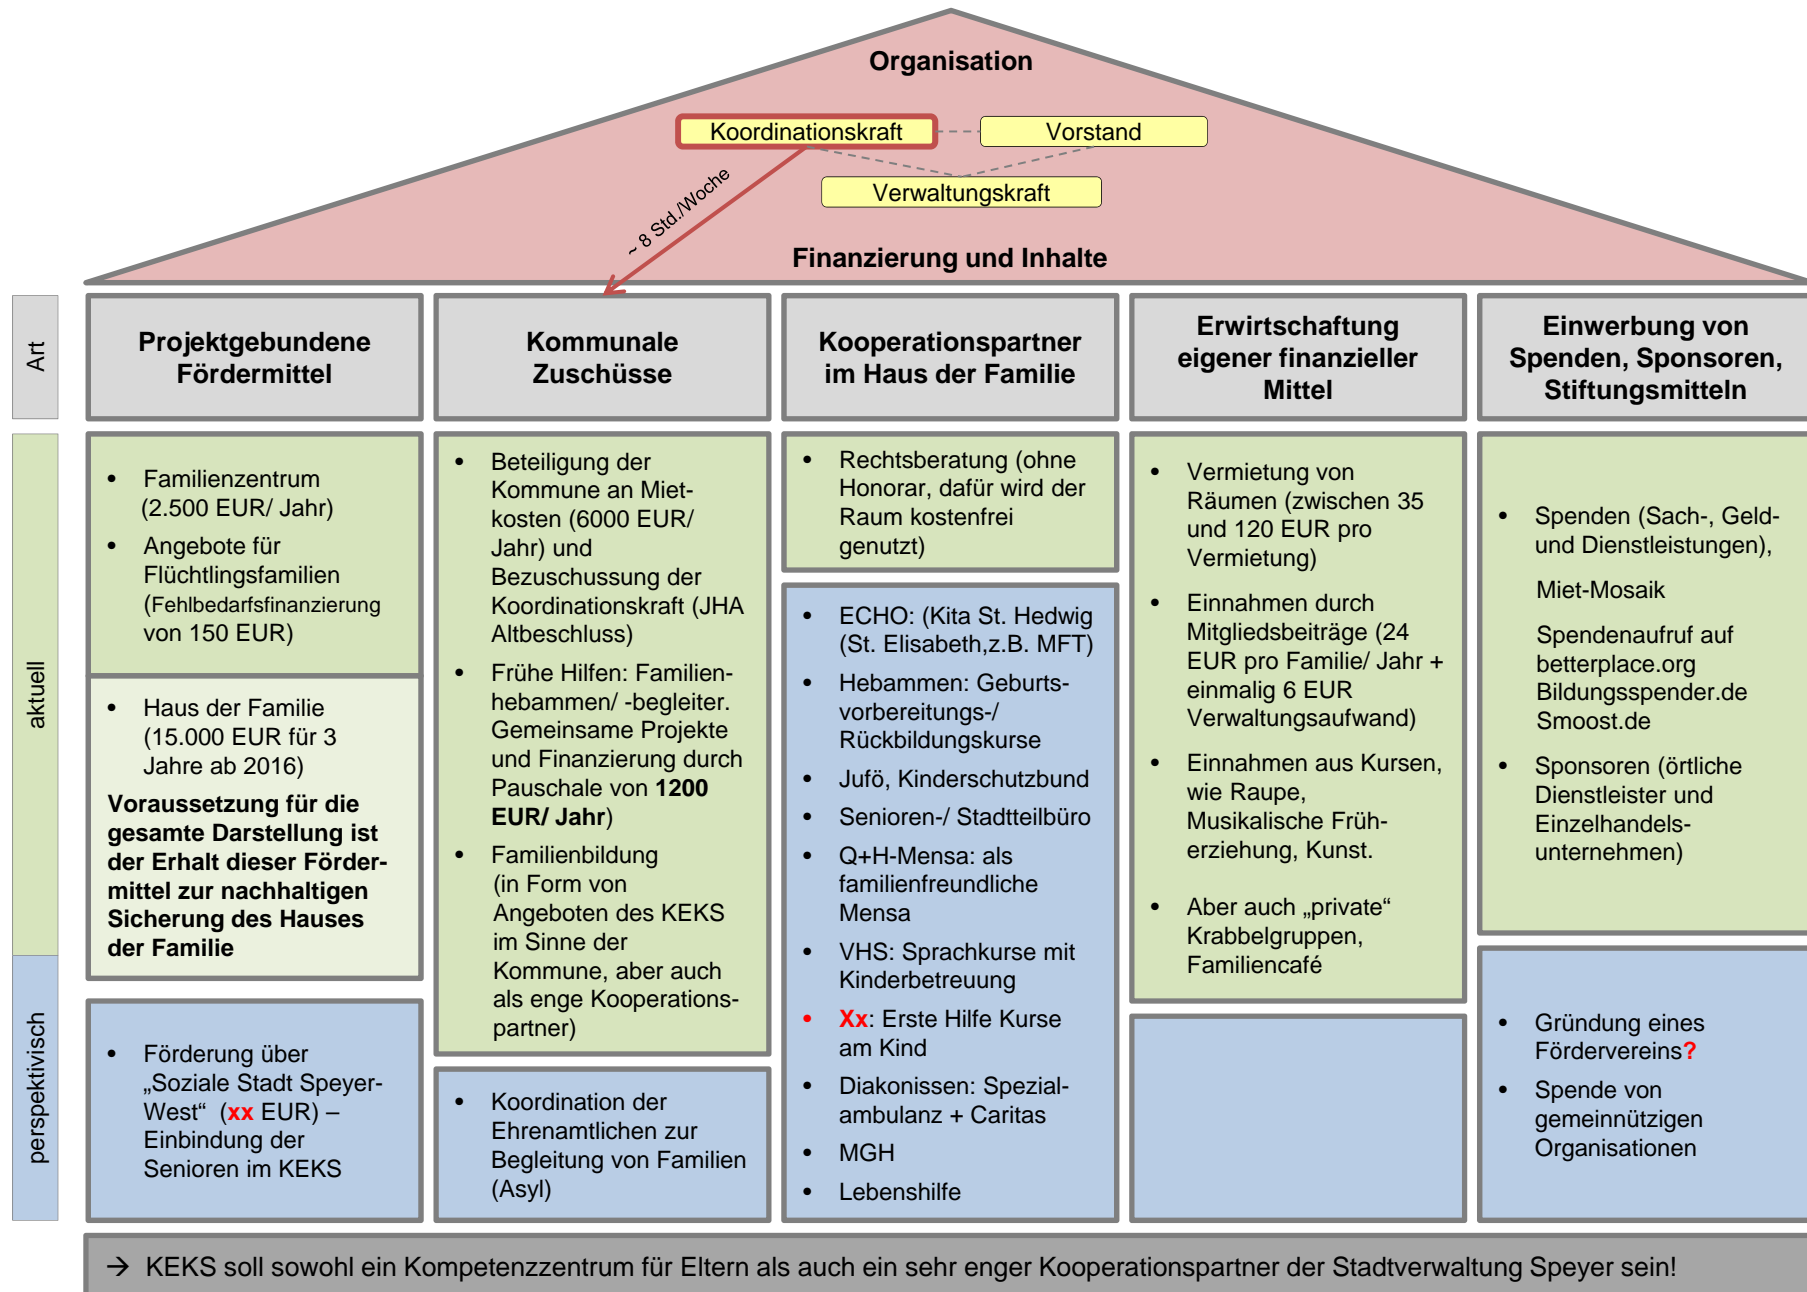 Organisation
Koordinationskraft
Vorstand
Verwaltungskraft
~ 8 Std./Woche
Finanzierung und Inhalte
Art
Projektgebundene
Fördermittel
Kommunale
Zuschüsse
Kooperationspartner
im Haus der Familie
Erwirtschaftung
eigener finanzieller
Mittel
Einwerbung von
Spenden, Sponsoren,
Stiftungsmitteln
aktuell
• Familienzentrum
(2.500 EUR/ Jahr)
• Angebote für
Flüchtlingsfamilien
(Fehlbedarfsfinanzierung
von 150 EUR)
• Haus der Familie
(15.000 EUR für 3
Jahre ab 2016)
Voraussetzung für die
gesamte Darstellung ist
der Erhalt dieser Förder-
mittel zur nachhaltigen
Sicherung des Hauses
der Familie
• Beteiligung der
Kommune an Miet-
kosten (6000 EUR/
Jahr) und
Bezuschussung der
Koordinationskraft (JHA
Altbeschluss)
• Frühe Hilfen: Familien-
hebammen/ -begleiter.
Gemeinsame Projekte
und Finanzierung durch
Pauschale von 1200
EUR/ Jahr)
• Familienbildung
(in Form von
Angeboten des KEKS
im Sinne der
Kommune, aber auch
als enge Kooperations-
partner)
• Rechtsberatung (ohne
Honorar, dafür wird der
Raum kostenfrei
genutzt)
• ECHO: (Kita St. Hedwig
(St. Elisabeth,z.B. MFT)
• Hebammen: Geburts-
vorbereitungs-/
Rückbildungskurse
• Jufö, Kinderschutzbund
• Senioren-/ Stadtteilbüro
• Q+H-Mensa: als
familienfreundliche
Mensa
• VHS: Sprachkurse mit
Kinderbetreuung
• Xx: Erste Hilfe Kurse
am Kind
• Diakonissen: Spezial-
ambulanz + Caritas
• MGH
• Lebenshilfe
• Vermietung von
Räumen (zwischen 35
und 120 EUR pro
Vermietung)
• Einnahmen durch
Mitgliedsbeiträge (24
EUR pro Familie/ Jahr +
einmalig 6 EUR
Verwaltungsaufwand)
• Einnahmen aus Kursen,
wie Raupe,
Musikalische Früh-
erziehung, Kunst.
• Aber auch „private“
Krabbelgruppen,
Familiencafé
• Spenden (Sach-, Geld-
und Dienstleistungen),
Miet-Mosaik
Spendenaufruf auf
betterplace.org
Bildungsspender.de
Smoost.de
• Sponsoren (örtliche
Dienstleister und
Einzelhandels-
unternehmen)
perspektivisch
• Förderung über
„Soziale Stadt Speyer-
West“ (xx EUR) –
Einbindung der
Senioren im KEKS
• Koordination der
Ehrenamtlichen zur
Begleitung von Familien
(Asyl)
• Gründung eines
Fördervereins?
• Spende von
gemeinnützigen
Organisationen
→ KEKS soll sowohl ein Kompetenzzentrum für Eltern als auch ein sehr enger Kooperationspartner der Stadtverwaltung Speyer sein!